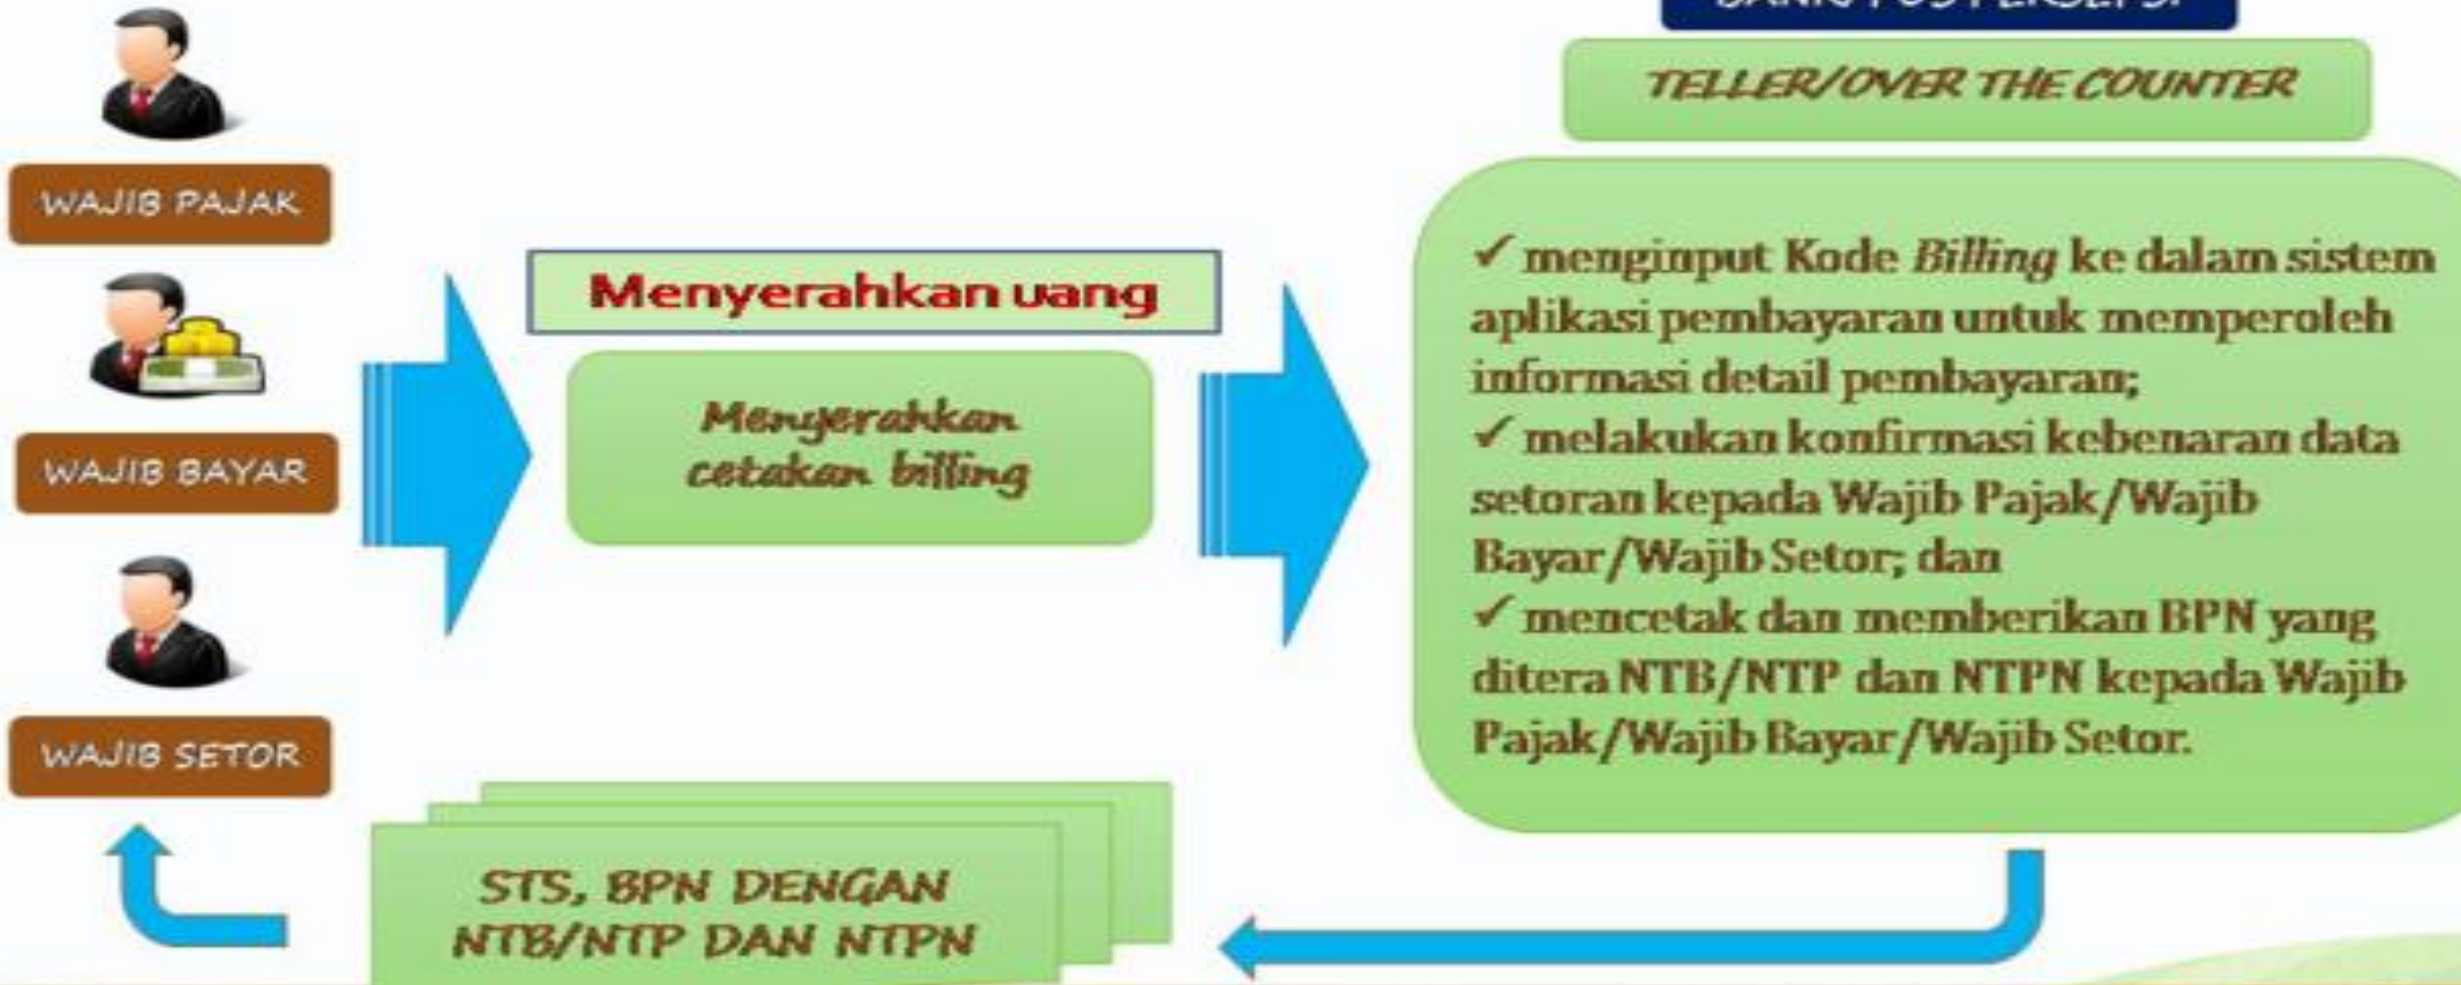 BANK/POS PERSEPSI
TELLER/OVER THE COUNTER
WAJIB PAJAK
WAJIB BAYAR
WAJIB SETOR
Menyerahkan uang
Menyerahkan
cetakan billing
✓ menginput Kode Billing ke dalam sistem
aplikasi pembayaran untuk memperoleh
informasi detail pembayaran;
✓ melakukan konfirmasi kebenaran data
setoran kepada Wajib Pajak/Wajib
Bayar/Wajib Setor; dan
✓ mencetak dan memberikan BPN yang
ditera NTB/NTP dan NTPN kepada Wajib
Pajak/Wajib Bayar/Wajib Setor.
STS, BPN DENGAN
NTB/NTP DAN NTPN